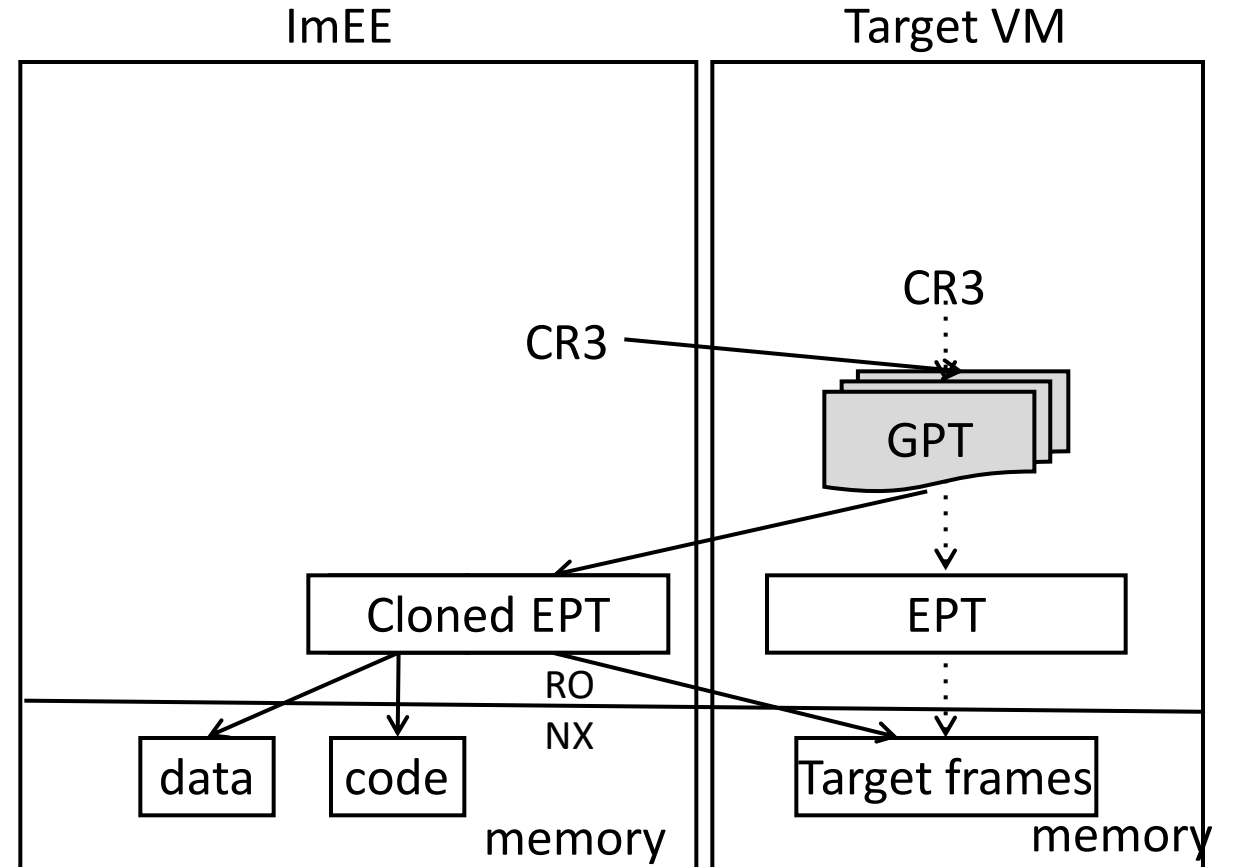 ImEE
Target VM
CR3
CR3
GPT
Cloned EPT
EPT
RO
NX
data
code
Target frames
memory
memory